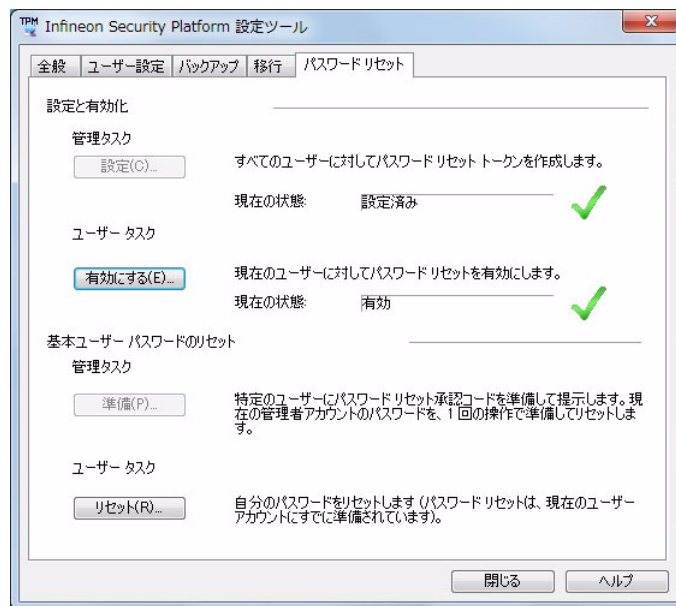 TPM Infineon Security Platform 設定ツール
全般 ユーザー設定 バックアップ 移行 パスワード リセット
設定と有効化
管理タスク
設定(C)... すべてのユーザーに対してパスワード リセット トークンを作成します。
現在の状態: 設定済み
ユーザー タスク
有効にする(E)... 現在のユーザーに対してパスワード リセットを有効にします。
現在の状態: 有効
基本ユーザー パスワードのリセット
管理タスク
準備(P)... 特定のユーザーにパスワード リセット承認コードを準備して提示します。現
在の管理者アカウントのパスワードを、1 回の操作で準備してリセットしま
す。
ユーザー タスク
リセット(R)... 自分のパスワードをリセットします (パスワード リセットは、現在のユーザー
アカウントにすでに準備されています)。
閉じる ヘルプ